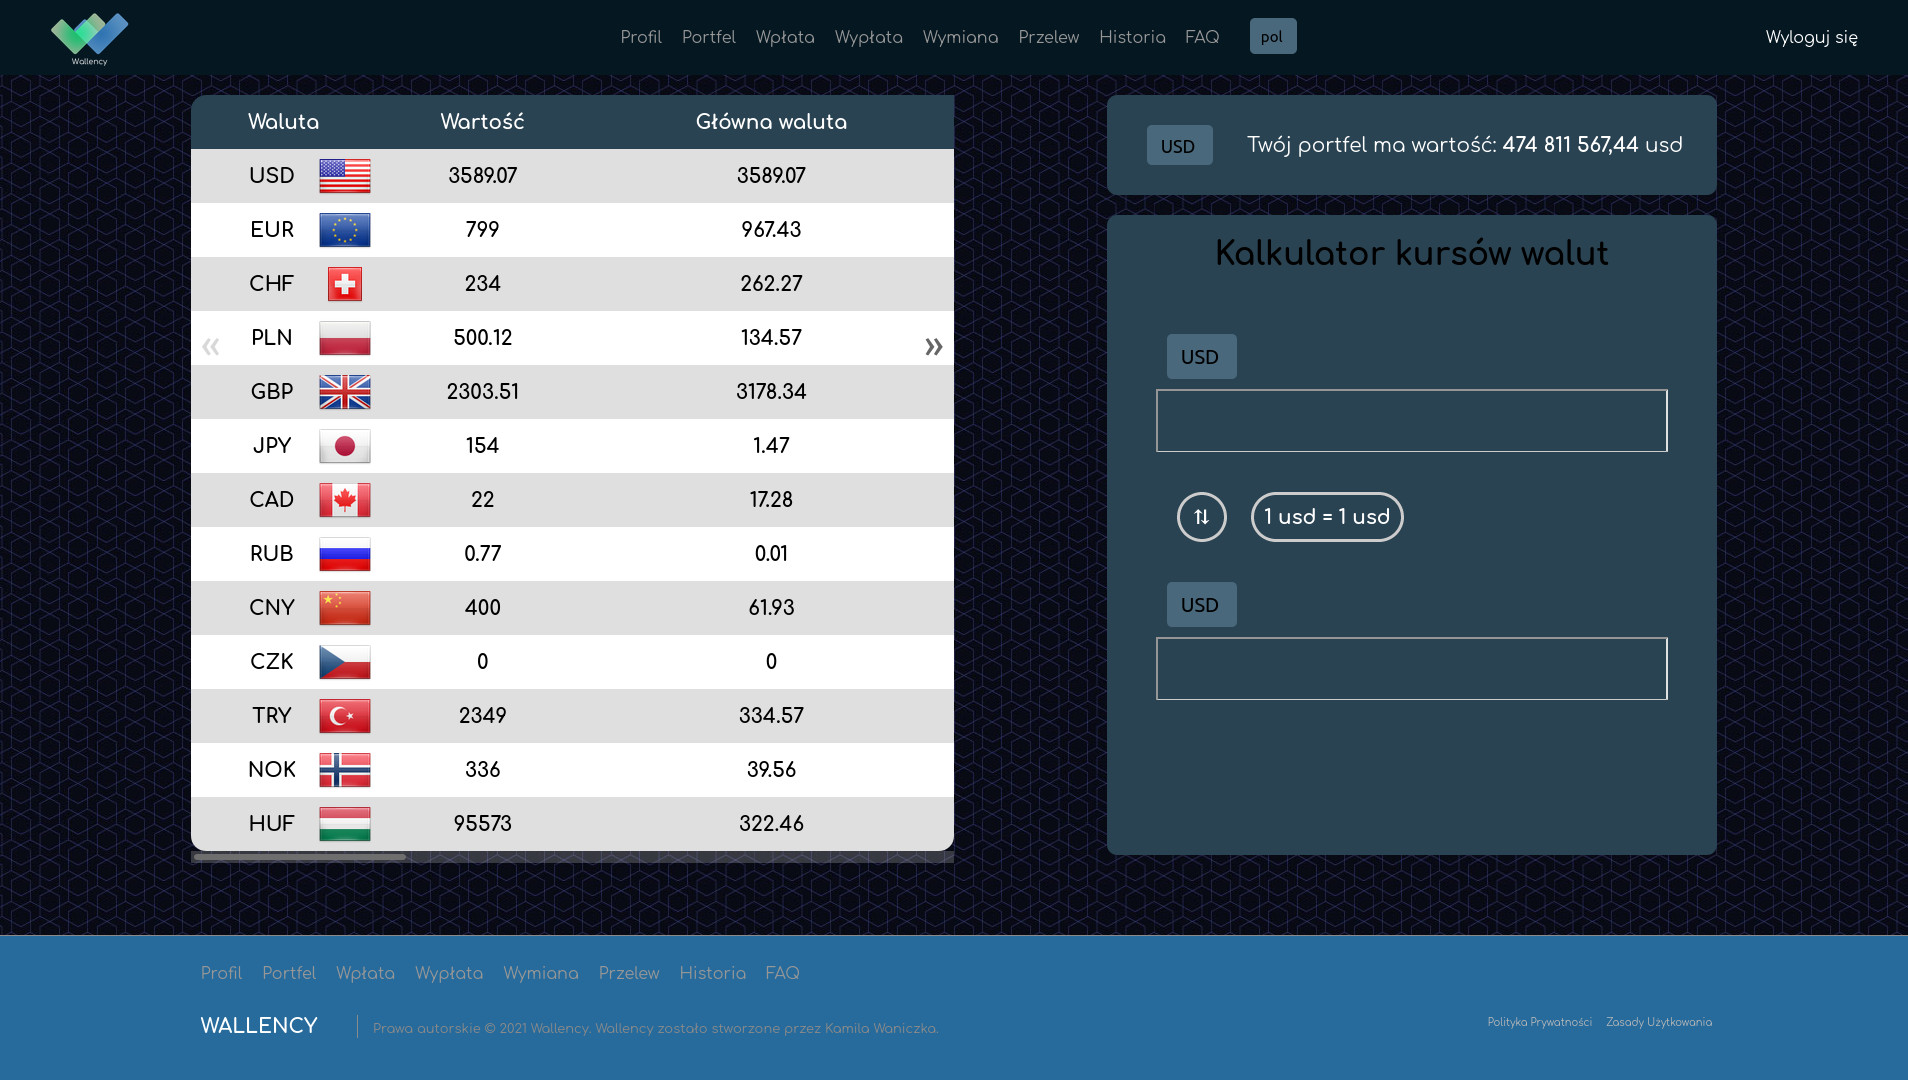 Wallency
Profil Portfel Wpłata Wypłata Wymiana Przelew Historia FAQ pol Wyloguj się
Waluta Wartość Główna waluta
USD 3589.07 3589.07
EUR 799 967.43
CHF 234 262.27
PLN 500.12 134.57
GBP 2303.51 3178.34
JPY 154 1.47
CAD 22 17.28
RUB 0.77 0.01
CNY 400 61.93
CZK 0 0
TRY 2349 334.57
NOK 336 39.56
HUF 95573 322.46
« »
USD Twój portfel ma wartość: 474 811 567,44 usd
Kalkulator kursów walut
USD
⇅ 1 usd = 1 usd
USD
Profil Portfel Wpłata Wypłata Wymiana Przelew Historia FAQ
WALLENCY Prawa autorskie © 2021 Wallency. Wallency zostało stworzone przez Kamila Waniczka.
Polityka Prywatności Zasady Użytkowania